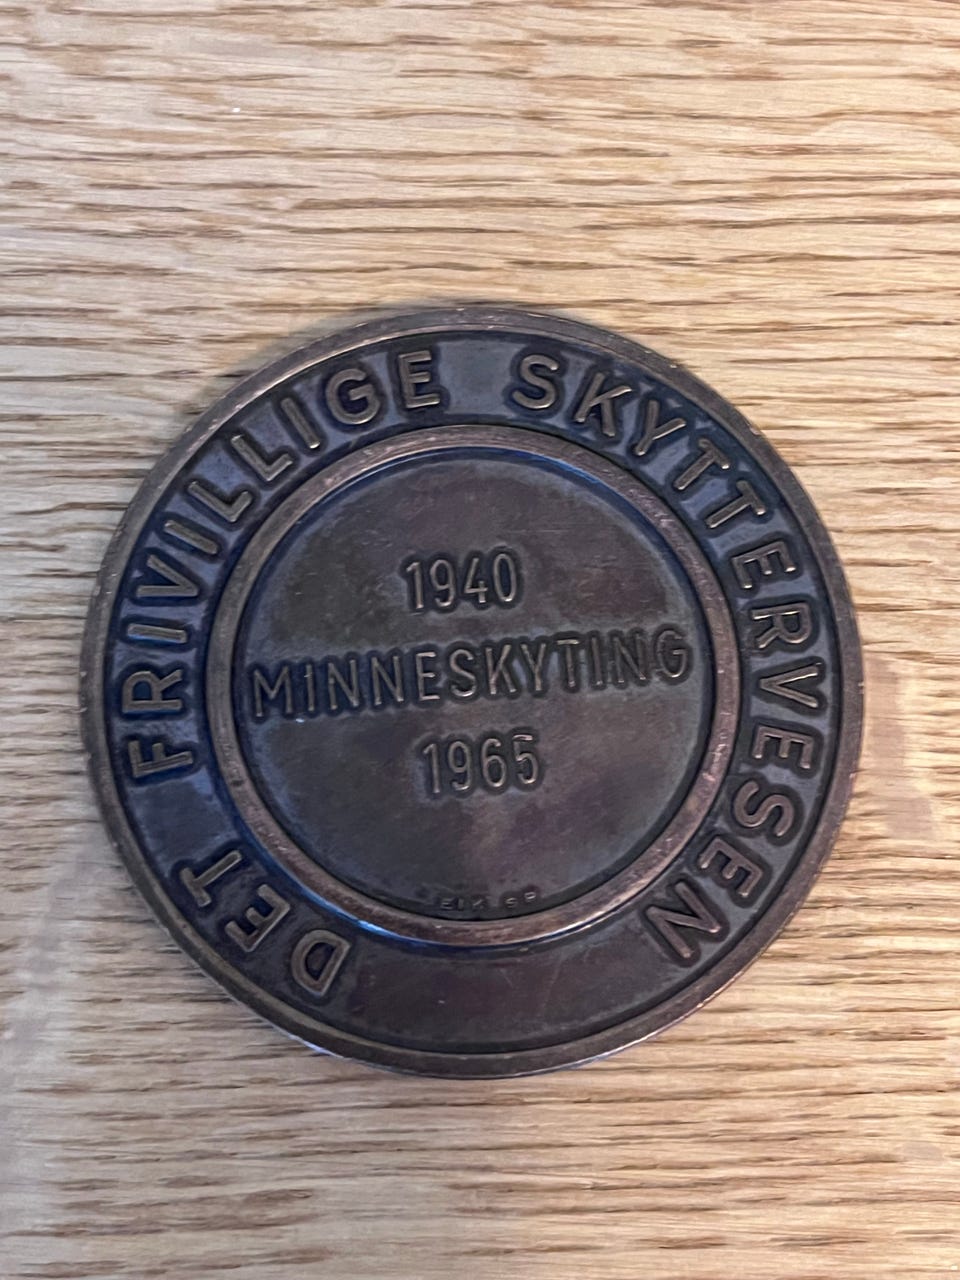 DET FRIVILLIGE SKYTTERVESEN
1940
MINNESKYTING
1965